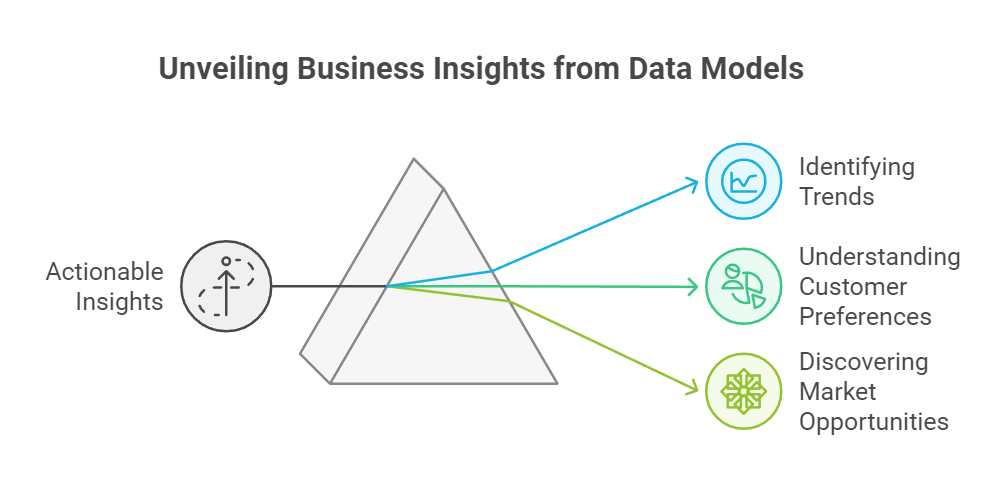 Unveiling Business Insights from Data Models
Actionable
Insights
Identifying
Trends
Understanding
Customer
Preferences
Discovering
Market
Opportunities